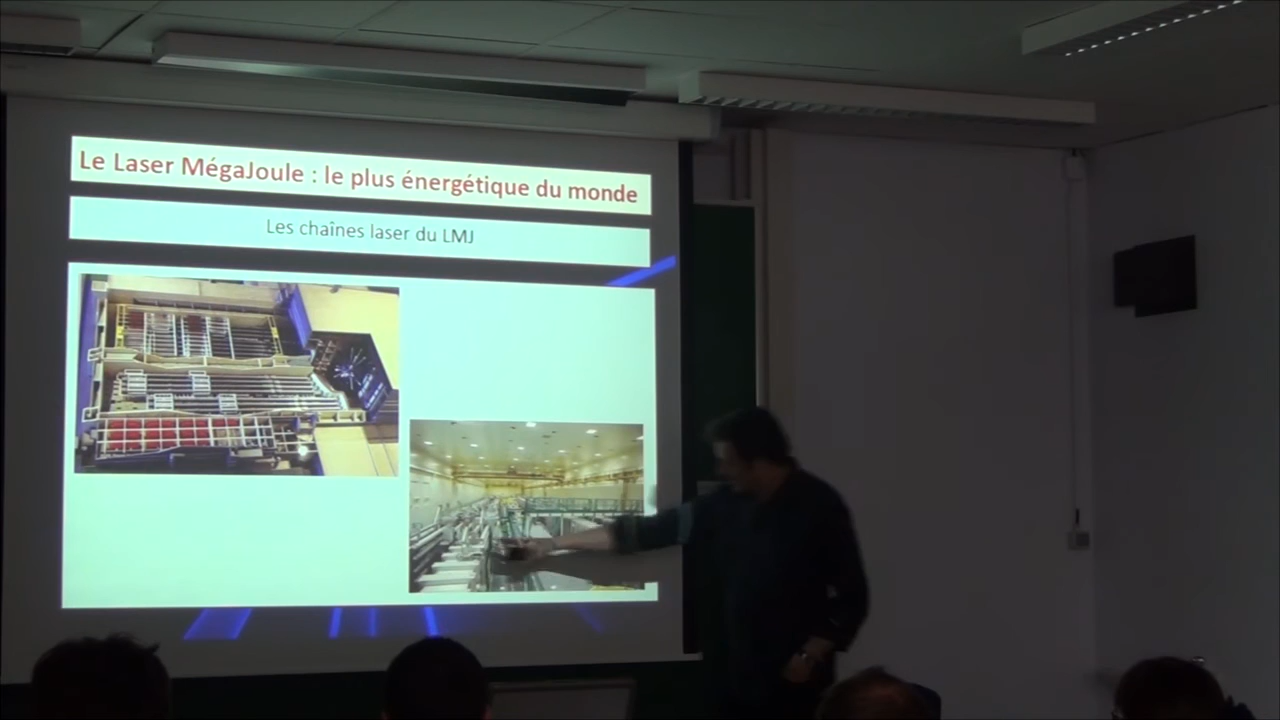 Le Laser MégaJoule : le plus énergétique du monde
Les chaînes laser du LMJ